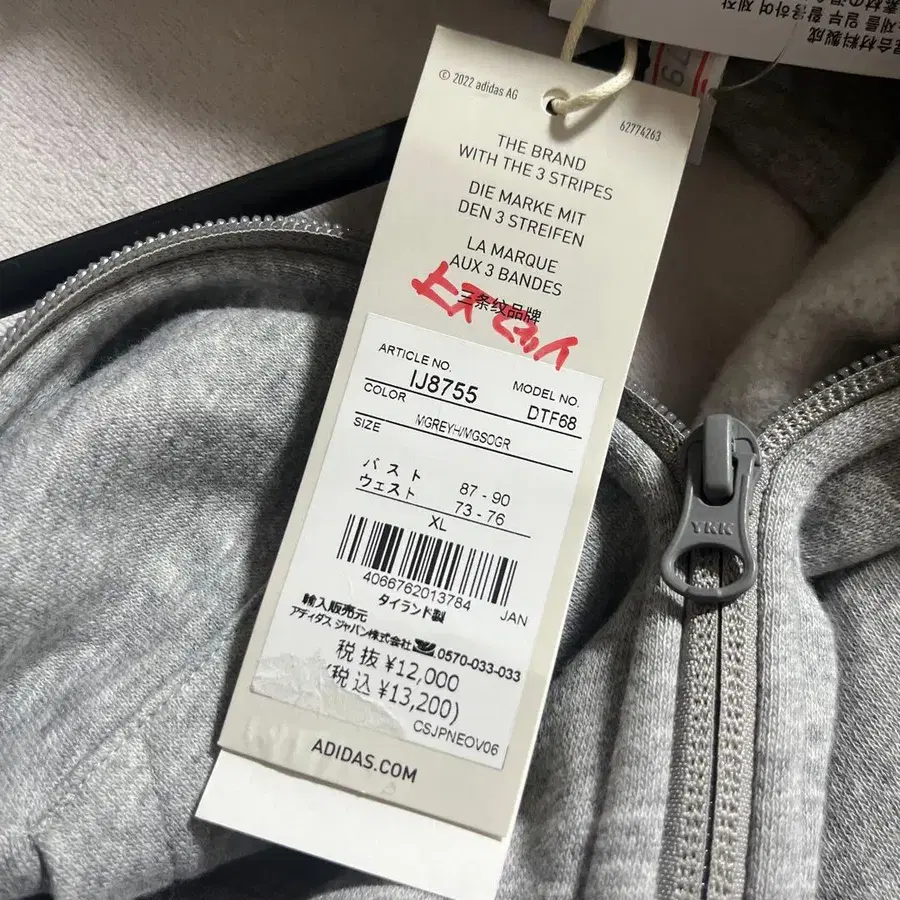 © 2022 adidas AG
62774263
THE BRAND
WITH THE 3 STRIPES
DIE MARKE MIT
DEN 3 STREIFEN
LA MARQUE
AUX 3 BANDES
三条纹品牌
ARTICLE NO. IJ8755 MODEL NO. DTF68
COLOR
MGREYH/MGSOGR
SIZE
バスト 87 - 90
ウェスト 73 - 76
XL
4066762013784 JAN
タイランド製
輸入販売元
アディダス ジャパン株式会社 0570-033-033
税抜 ¥12,000
(税込 ¥13,200)
CSJPNEOV06
ADIDAS.COM
YKK
79